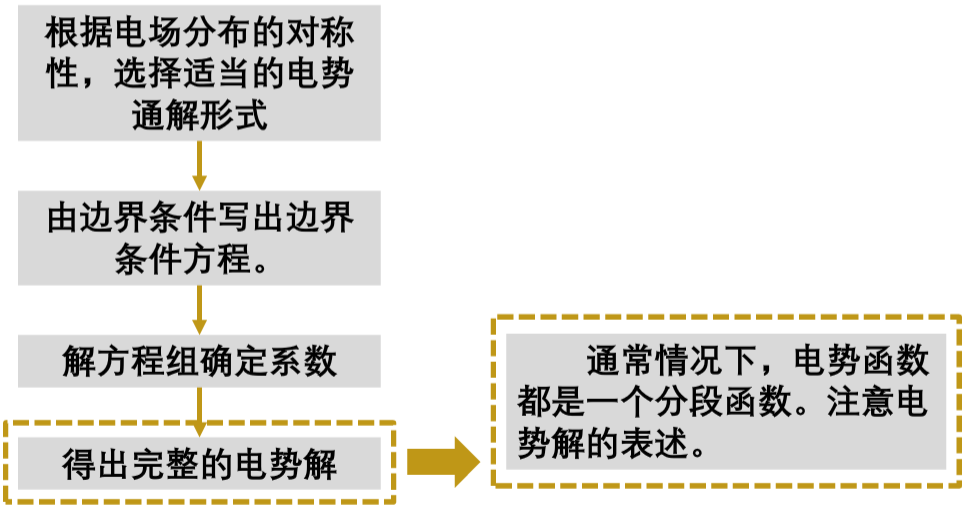 根据电场分布的对称
性，选择适当的电势
通解形式
由边界条件写出边界
条件方程。
解方程组确定系数
得出完整的电势解
通常情况下，电势函数
都是一个分段函数。注意电
势解的表述。